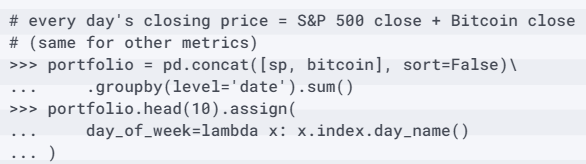 # every day's closing price = S&P 500 close + Bitcoin close
# (same for other metrics)
>>> portfolio = pd.concat([sp, bitcoin], sort=False)\
...     .groupby(level='date').sum()
>>> portfolio.head(10).assign(
...     day_of_week=lambda x: x.index.day_name()
... )